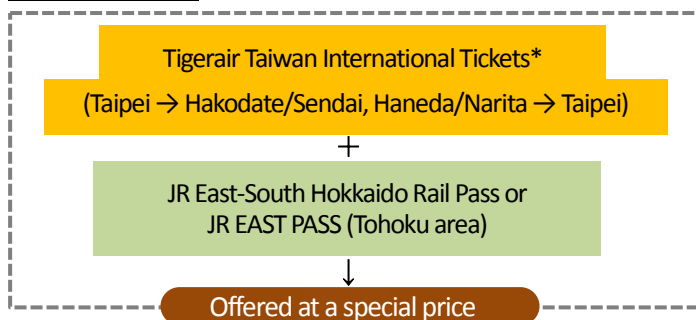 Tigerair Taiwan International Tickets*
(Taipei → Hakodate/Sendai, Haneda/Narita → Taipei)
+
JR East-South Hokkaido Rail Pass or
JR EAST PASS (Tohoku area)
↓
Offered at a special price